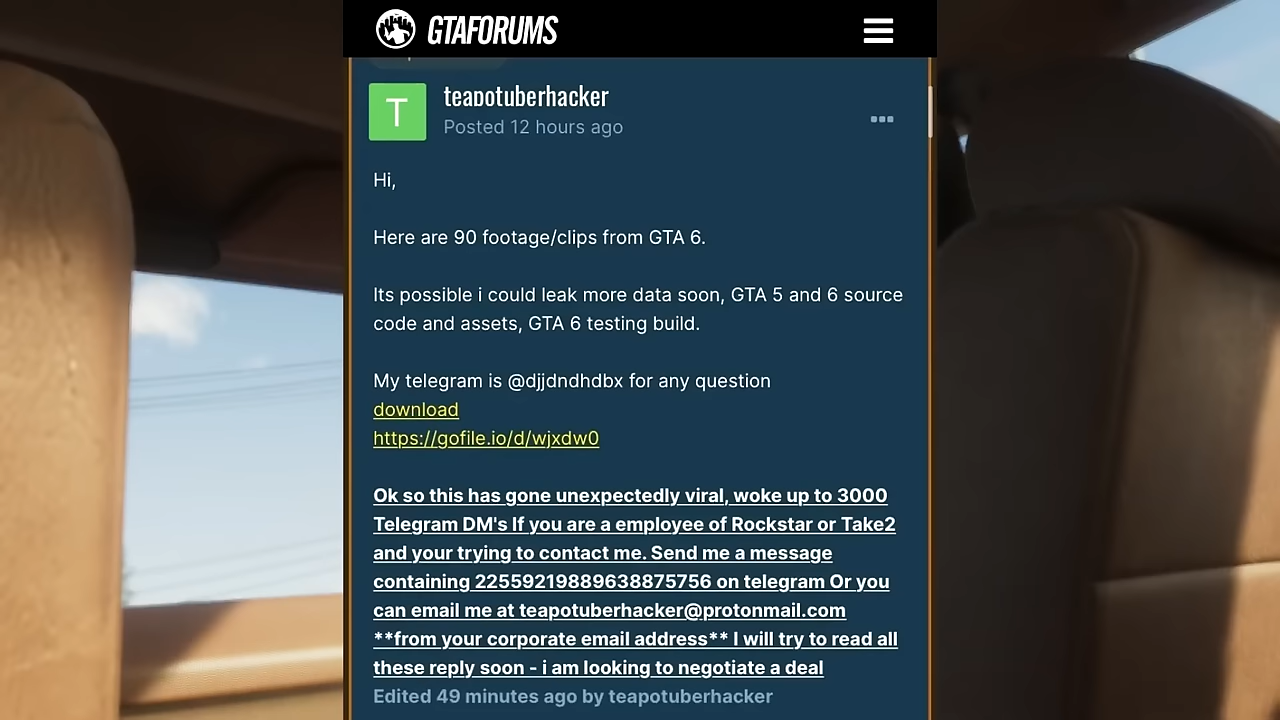 GTAFORUMS
teapotuberhacker
Posted 12 hours ago
Hi,
Here are 90 footage/clips from GTA 6.
Its possible i could leak more data soon, GTA 5 and 6 source
code and assets, GTA 6 testing build.
My telegram is @djjdndhdbx for any question
download
https://gofile.io/d/wjxdw0
Ok so this has gone unexpectedly viral, woke up to 3000
Telegram DM's If you are a employee of Rockstar or Take2
and your trying to contact me. Send me a message
containing 22559219889638875756 on telegram Or you
can email me at teapotuberhacker@protonmail.com
**from your corporate email address** I will try to read all
these reply soon - i am looking to negotiate a deal
Edited 49 minutes ago by teapotuberhacker